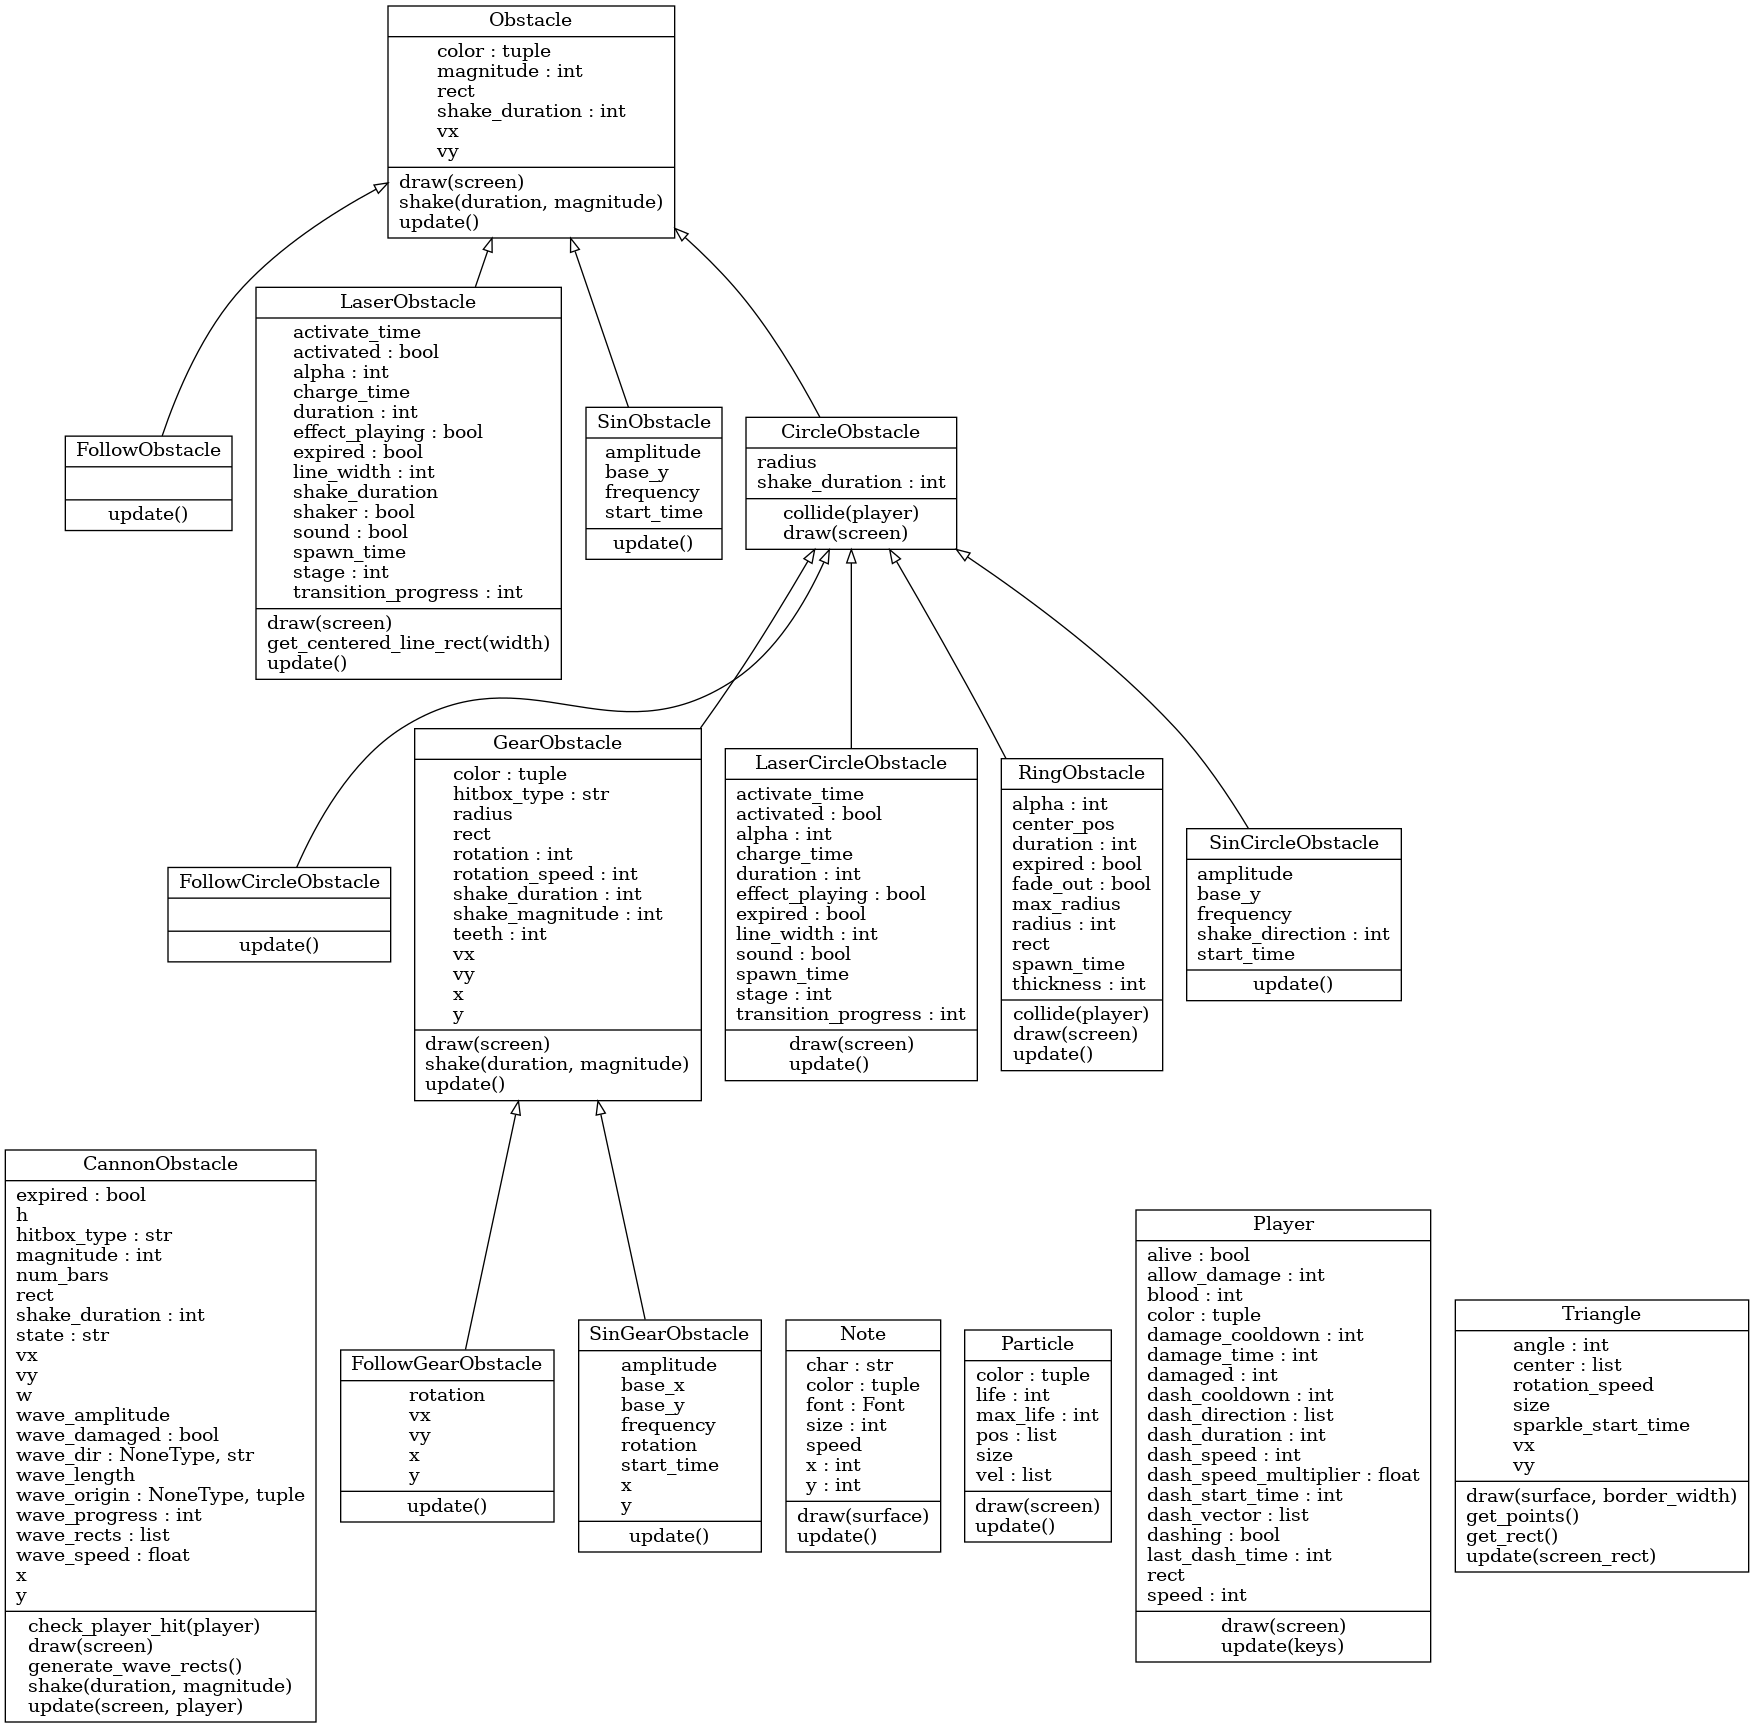 Obstacle
color : tuple
magnitude : int
rect
shake_duration : int
vx
vy
draw(screen)
shake(duration, magnitude)
update()
FollowObstacle
update()
LaserObstacle
activate_time
activated : bool
alpha : int
charge_time
duration : int
effect_playing : bool
expired : bool
line_width : int
shake_duration
shaker : bool
sound : bool
spawn_time
stage : int
transition_progress : int
draw(screen)
get_centered_line_rect(width)
update()
SinObstacle
amplitude
base_y
frequency
start_time
update()
CircleObstacle
radius
shake_duration : int
collide(player)
draw(screen)
FollowCircleObstacle
update()
GearObstacle
color : tuple
hitbox_type : str
radius
rect
rotation : int
rotation_speed : int
shake_duration : int
shake_magnitude : int
teeth : int
vx
vy
x
y
draw(screen)
shake(duration, magnitude)
update()
LaserCircleObstacle
activate_time
activated : bool
alpha : int
charge_time
duration : int
effect_playing : bool
expired : bool
line_width : int
sound : bool
spawn_time
stage : int
transition_progress : int
draw(screen)
update()
RingObstacle
alpha : int
center_pos
duration : int
expired : bool
fade_out : bool
max_radius
radius : int
rect
spawn_time
thickness : int
collide(player)
draw(screen)
update()
SinCircleObstacle
amplitude
base_y
frequency
shake_direction : int
start_time
update()
CannonObstacle
expired : bool
h
hitbox_type : str
magnitude : int
num_bars
rect
shake_duration : int
state : str
vx
vy
w
wave_amplitude
wave_damaged : bool
wave_dir : NoneType, str
wave_length
wave_origin : NoneType, tuple
wave_progress : int
wave_rects : list
wave_speed : float
x
y
check_player_hit(player)
draw(screen)
generate_wave_rects()
shake(duration, magnitude)
update(screen, player)
FollowGearObstacle
rotation
vx
vy
x
y
update()
SinGearObstacle
amplitude
base_x
base_y
frequency
rotation
start_time
x
y
update()
Note
char : str
color : tuple
font : Font
size : int
speed
x : int
y : int
draw(surface)
update()
Particle
color : tuple
life : int
max_life : int
pos : list
size
vel : list
draw(screen)
update()
Player
alive : bool
allow_damage : int
blood : int
color : tuple
damage_cooldown : int
damage_time : int
damaged : int
dash_cooldown : int
dash_direction : list
dash_duration : int
dash_speed : int
dash_speed_multiplier : float
dash_start_time : int
dash_vector : list
dashing : bool
last_dash_time : int
rect
speed : int
draw(screen)
update(keys)
Triangle
angle : int
center : list
rotation_speed
size
sparkle_start_time
vx
vy
draw(surface, border_width)
get_points()
get_rect()
update(screen_rect)